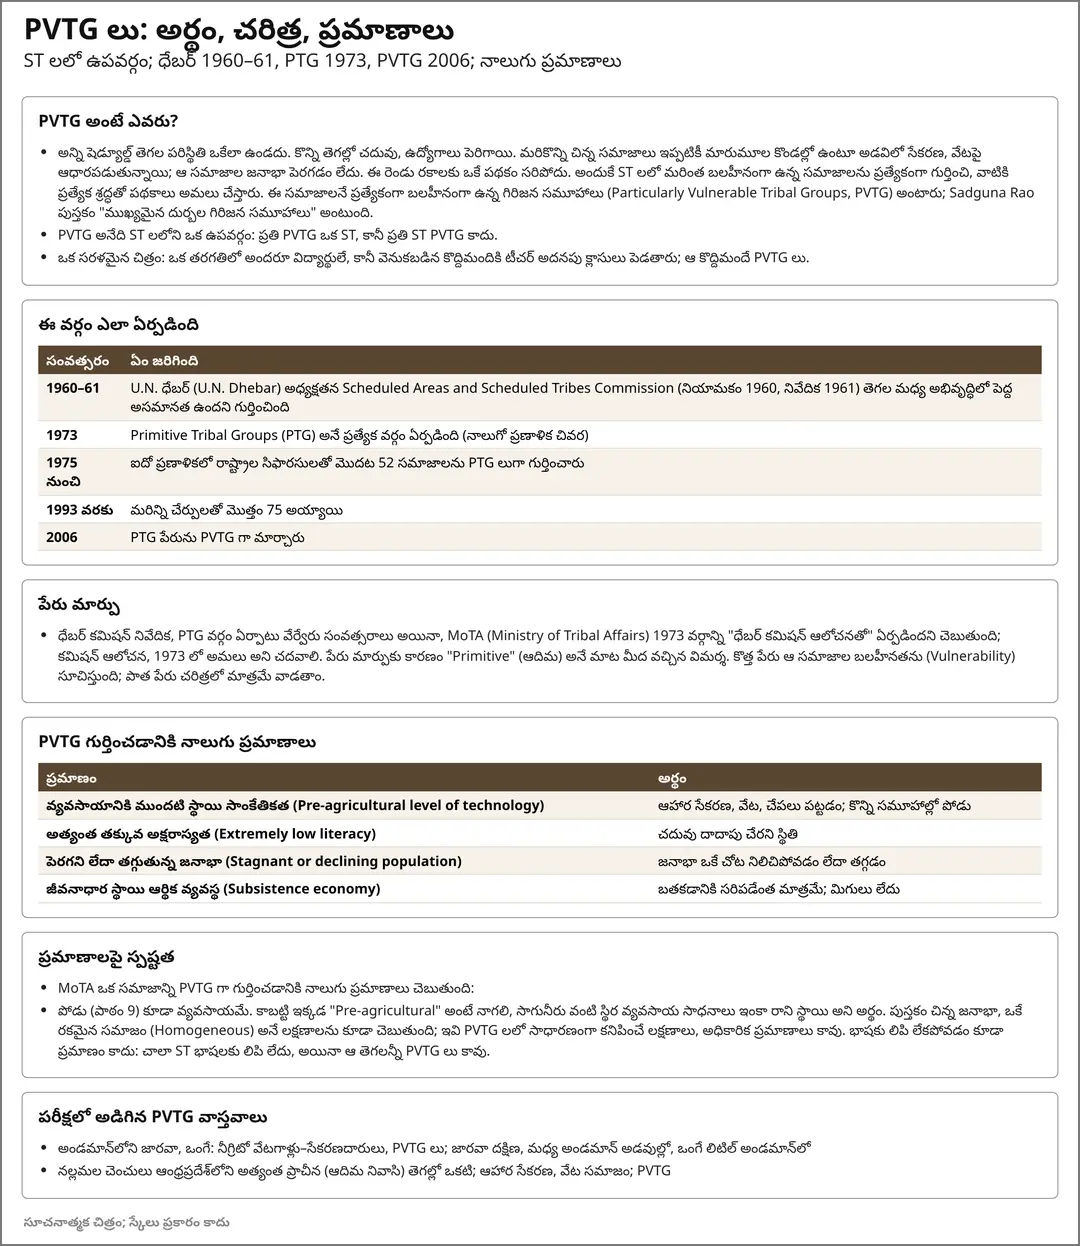 PVTG లు: అర్థం, చరిత్ర, ప్రమాణాలు
ST లలో ఉపవర్గం; ధేబర్ 1960–61, PTG 1973, PVTG 2006; నాలుగు ప్రమాణాలు
PVTG అంటే ఎవరు?
• అన్ని షెడ్యూల్డ్ తెగల పరిస్థితి ఒకేలా ఉండదు. కొన్ని తెగల్లో చదువు, ఉద్యోగాలు పెరిగాయి. మరికొన్ని చిన్న సమాజాలు ఇప్పటికీ మారుమూల కొండల్లో ఉంటూ అడవిలో సేకరణ, వేటపై
ఆధారపడుతున్నాయి; ఆ సమాజాల జనాభా పెరగడం లేదు. ఈ రెండు రకాలకు ఒకే పథకం సరిపోదు. అందుకే ST లలో మరింత బలహీనంగా ఉన్న సమాజాలను ప్రత్యేకంగా గుర్తించి, వాటికి
ప్రత్యేక శ్రద్ధతో పథకాలు అమలు చేస్తారు. ఈ సమాజాలనే ప్రత్యేకంగా బలహీనంగా ఉన్న గిరిజన సమూహాలు (Particularly Vulnerable Tribal Groups, PVTG) అంటారు; Sadguna Rao
పుస్తకం "ముఖ్యమైన దుర్బల గిరిజన సమూహాలు" అంటుంది.
• PVTG అనేది ST లలోని ఒక ఉపవర్గం: ప్రతి PVTG ఒక ST, కానీ ప్రతి ST PVTG కాదు.
• ఒక సరళమైన చిత్రం: ఒక తరగతిలో అందరూ విద్యార్థులే, కానీ వెనుకబడిన కొద్దిమందికి టీచర్ అదనపు క్లాసులు పెడతారు; ఆ కొద్దిమందే PVTG లు.
ఈ వర్గం ఎలా ఏర్పడింది
సంవత్సరం ఏం జరిగింది
1960–61 U.N. ధేబర్ (U.N. Dhebar) అధ్యక్షతన Scheduled Areas and Scheduled Tribes Commission (నియామకం 1960, నివేదిక 1961) తెగల మధ్య అభివృద్ధిలో పెద్ద
అసమానత ఉందని గుర్తించింది
1973 Primitive Tribal Groups (PTG) అనే ప్రత్యేక వర్గం ఏర్పడింది (నాలుగో ప్రణాళిక చివర)
1975 ఐదో ప్రణాళికలో రాష్ట్రాల సిఫారసులతో మొదట 52 సమాజాలను PTG లుగా గుర్తించారు
నుంచి
1993 వరకు మరిన్ని చేర్పులతో మొత్తం 75 అయ్యాయి
2006 PTG పేరును PVTG గా మార్చారు
పేరు మార్పు
• ధేబర్ కమిషన్ నివేదిక, PTG వర్గం ఏర్పాటు వేర్వేరు సంవత్సరాలు అయినా, MoTA (Ministry of Tribal Affairs) 1973 వర్గాన్ని "ధేబర్ కమిషన్ ఆలోచనతో" ఏర్పడిందని చెబుతుంది;
కమిషన్ ఆలోచన, 1973 లో అమలు అని చదవాలి. పేరు మార్పుకు కారణం "Primitive" (ఆదిమ) అనే మాట మీద వచ్చిన విమర్శ. కొత్త పేరు ఆ సమాజాల బలహీనతను (Vulnerability)
సూచిస్తుంది; పాత పేరు చరిత్రలో మాత్రమే వాడతాం.
PVTG గుర్తించడానికి నాలుగు ప్రమాణాలు
ప్రమాణం అర్థం
వ్యవసాయానికి ముందటి స్థాయి సాంకేతికత (Pre-agricultural level of technology) ఆహార సేకరణ, వేట, చేపలు పట్టడం; కొన్ని సమూహాల్లో పోడు
అత్యంత తక్కువ అక్షరాస్యత (Extremely low literacy) చదువు దాదాపు చేరని స్థితి
పెరగని లేదా తగ్గుతున్న జనాభా (Stagnant or declining population) జనాభా ఒకే చోట నిలిచిపోవడం లేదా తగ్గడం
జీవనాధార స్థాయి ఆర్థిక వ్యవస్థ (Subsistence economy) బతకడానికి సరిపడేంత మాత్రమే; మిగులు లేదు
ప్రమాణాలపై స్పష్టత
• MoTA ఒక సమాజాన్ని PVTG గా గుర్తించడానికి నాలుగు ప్రమాణాలు చెబుతుంది:
• పోడు (పాఠం 9) కూడా వ్యవసాయమే. కాబట్టి ఇక్కడ "Pre-agricultural" అంటే నాగలి, సాగునీరు వంటి స్థిర వ్యవసాయ సాధనాలు ఇంకా రాని స్థాయి అని అర్థం. పుస్తకం చిన్న జనాభా, ఒకే
రకమైన సమాజం (Homogeneous) అనే లక్షణాలను కూడా చెబుతుంది; ఇవి PVTG లలో సాధారణంగా కనిపించే లక్షణాలు, అధికారిక ప్రమాణాలు కావు. భాషకు లిపి లేకపోవడం కూడా
ప్రమాణం కాదు: చాలా ST భాషలకు లిపి లేదు, అయినా ఆ తెగలన్నీ PVTG లు కావు.
పరీక్షలో అడిగిన PVTG వాస్తవాలు
• అండమాన్‌లోని జారవా, ఒంగే: నీగ్రిటో వేటగాళ్లు–సేకరణదారులు, PVTG లు; జారవా దక్షిణ, మధ్య అండమాన్ అడవుల్లో, ఒంగే లిటిల్ అండమాన్‌లో
• నల్లమల చెంచులు ఆంధ్రప్రదేశ్‌లోని అత్యంత ప్రాచీన (ఆదిమ నివాసి) తెగల్లో ఒకటి; ఆహార సేకరణ, వేట సమాజం; PVTG
సూచనాత్మక చిత్రం; స్కేలు ప్రకారం కాదు